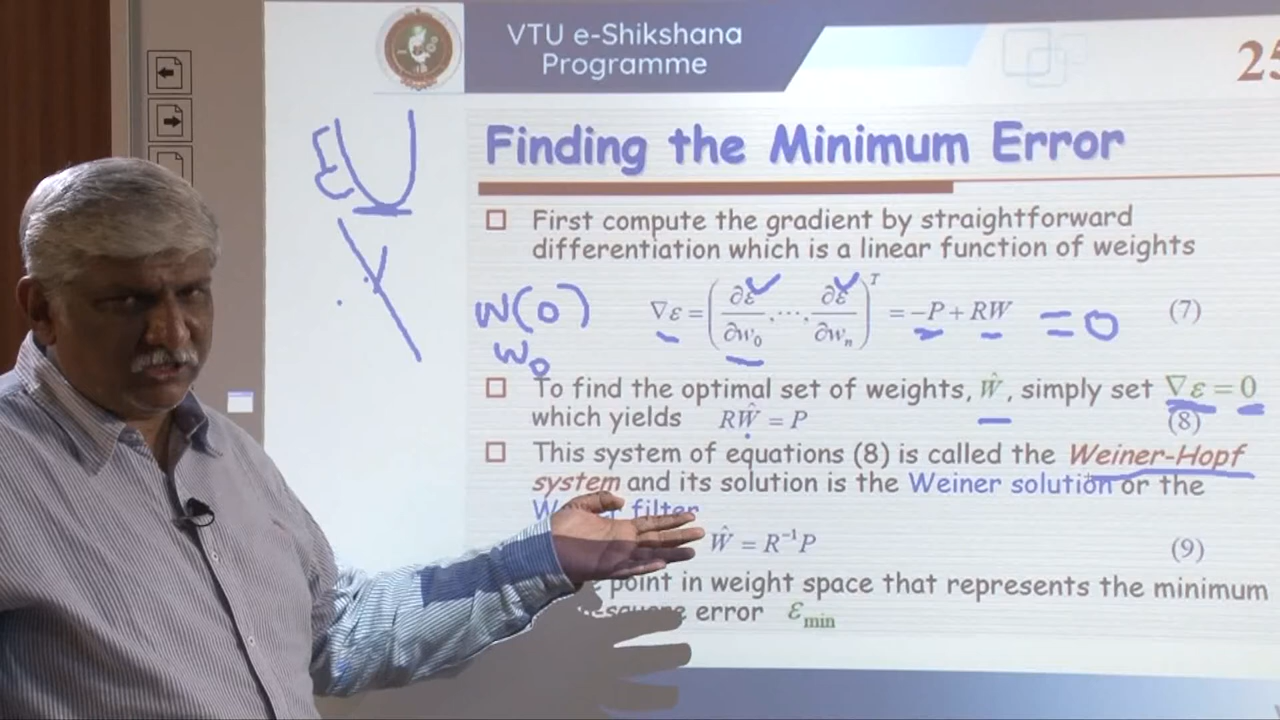 VTU e-Shikshana
Programme
25
Finding the Minimum Error
First compute the gradient by straightforward
differentiation which is a linear function of weights
W(0)
w₀
∇ε = (∂ε/∂w₀, ⋯, ∂ε/∂wₙ)ᵀ = −P + RW = 0 (7)
To find the optimal set of weights, Ŵ, simply set ∇ε = 0
which yields RŴ = P (8)
This system of equations (8) is called the Weiner-Hopf
system and its solution is the Weiner solution or the
filter
Ŵ = R⁻¹P (9)
point in weight space that represents the minimum
error ε min